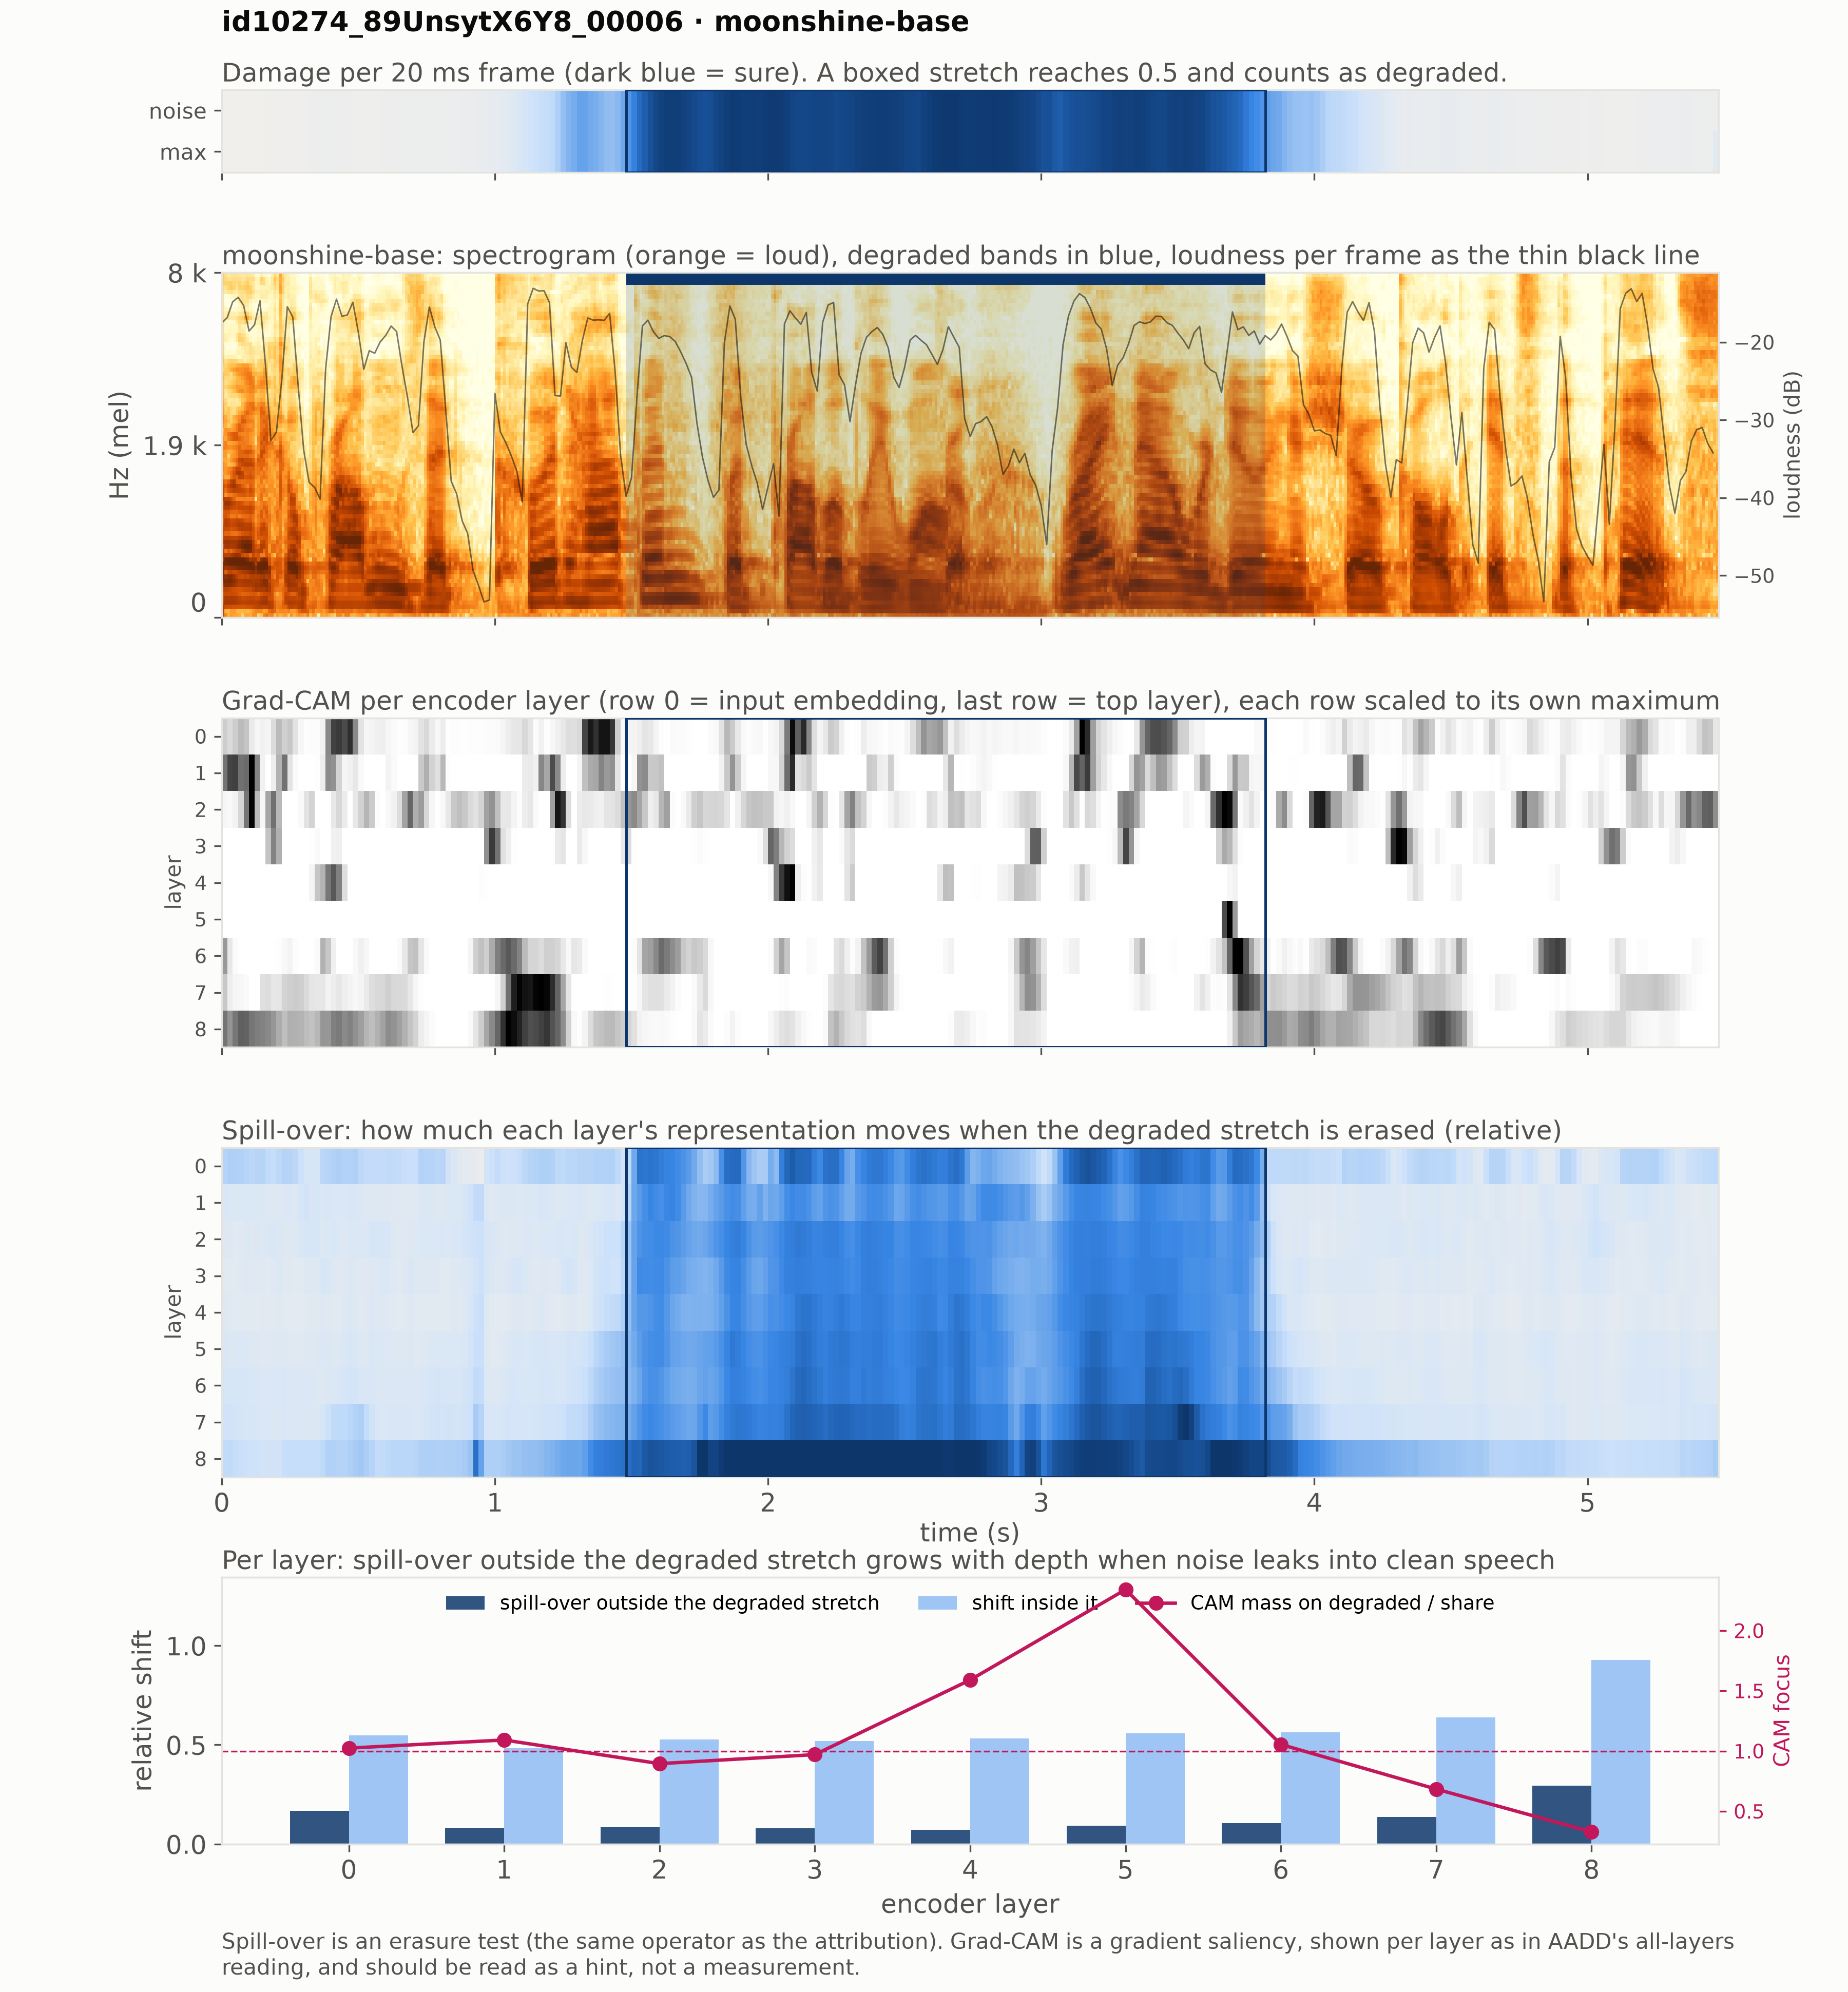 id10274_89UnsytX6Y8_00006 · moonshine-base
Damage per 20 ms frame (dark blue = sure). A boxed stretch reaches 0.5 and counts as degraded.
noise
max
moonshine-base: spectrogram (orange = loud), degraded bands in blue, loudness per frame as the thin black line
8 k
1.9 k
0
Hz (mel)
−20
−30
−40
−50
loudness (dB)
Grad-CAM per encoder layer (row 0 = input embedding, last row = top layer), each row scaled to its own maximum
0
1
2
3
4
5
6
7
8
layer
Spill-over: how much each layer's representation moves when the degraded stretch is erased (relative)
0
1
2
3
4
5
6
7
8
layer
0 1 2 3 4 5
time (s)
Per layer: spill-over outside the degraded stretch grows with depth when noise leaks into clean speech
spill-over outside the degraded stretch shift inside it CAM mass on degraded / share
1.0
0.5
0.0
relative shift
2.0
1.5
1.0
0.5
CAM focus
0 1 2 3 4 5 6 7 8
encoder layer
Spill-over is an erasure test (the same operator as the attribution). Grad-CAM is a gradient saliency, shown per layer as in AADD's all-layers
reading, and should be read as a hint, not a measurement.